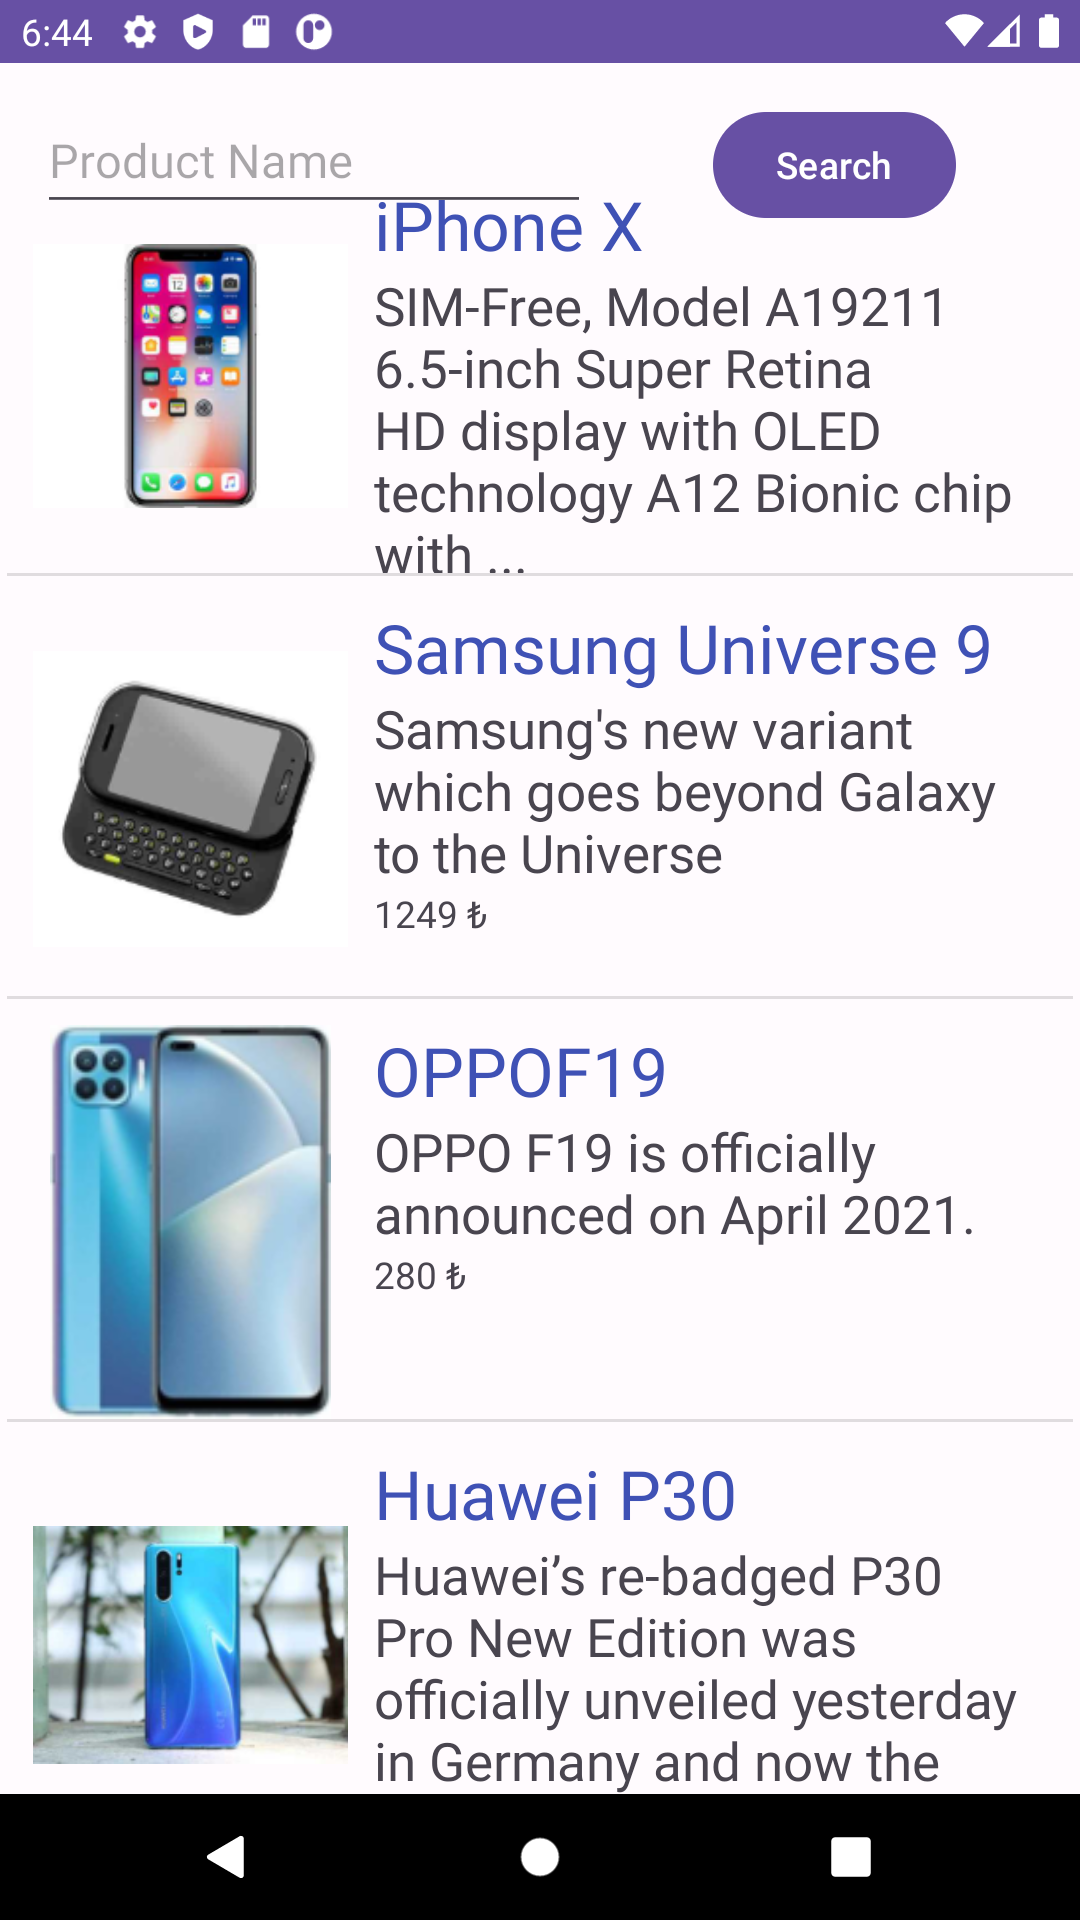 6:44
Product Name
Search
iPhone X
SIM-Free, Model A19211
6.5-inch Super Retina
HD display with OLED
technology A12 Bionic chip
with ...
Samsung Universe 9
Samsung's new variant
which goes beyond Galaxy
to the Universe
1249 ₺
OPPOF19
OPPO F19 is officially
announced on April 2021.
280 ₺
Huawei P30
Huawei’s re-badged P30
Pro New Edition was
officially unveiled yesterday
in Germany and now the